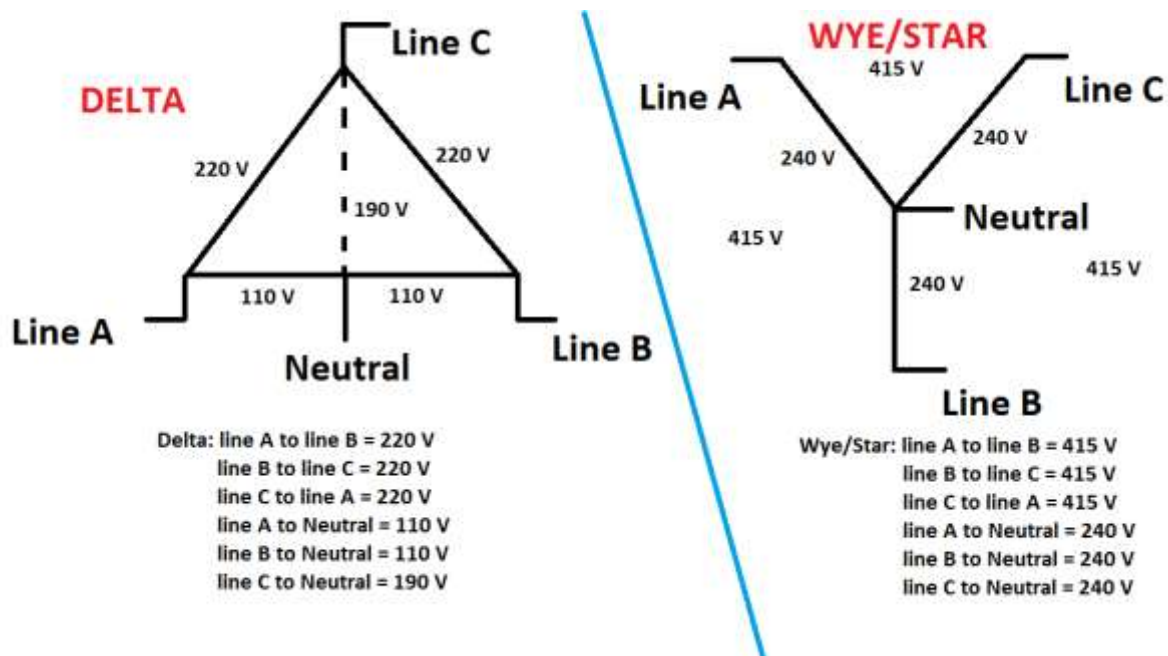 DELTA
Line C
220 V
220 V
190 V
110 V
110 V
Line A
Line B
Neutral
Delta: line A to line B = 220 V
line B to line C = 220 V
line C to line A = 220 V
line A to Neutral = 110 V
line B to Neutral = 110 V
line C to Neutral = 190 V
WYE/STAR
415 V
Line A
Line C
240 V
240 V
Neutral
415 V
415 V
240 V
Line B
Wye/Star: line A to line B = 415 V
line B to line C = 415 V
line C to line A = 415 V
line A to Neutral = 240 V
line B to Neutral = 240 V
line C to Neutral = 240 V